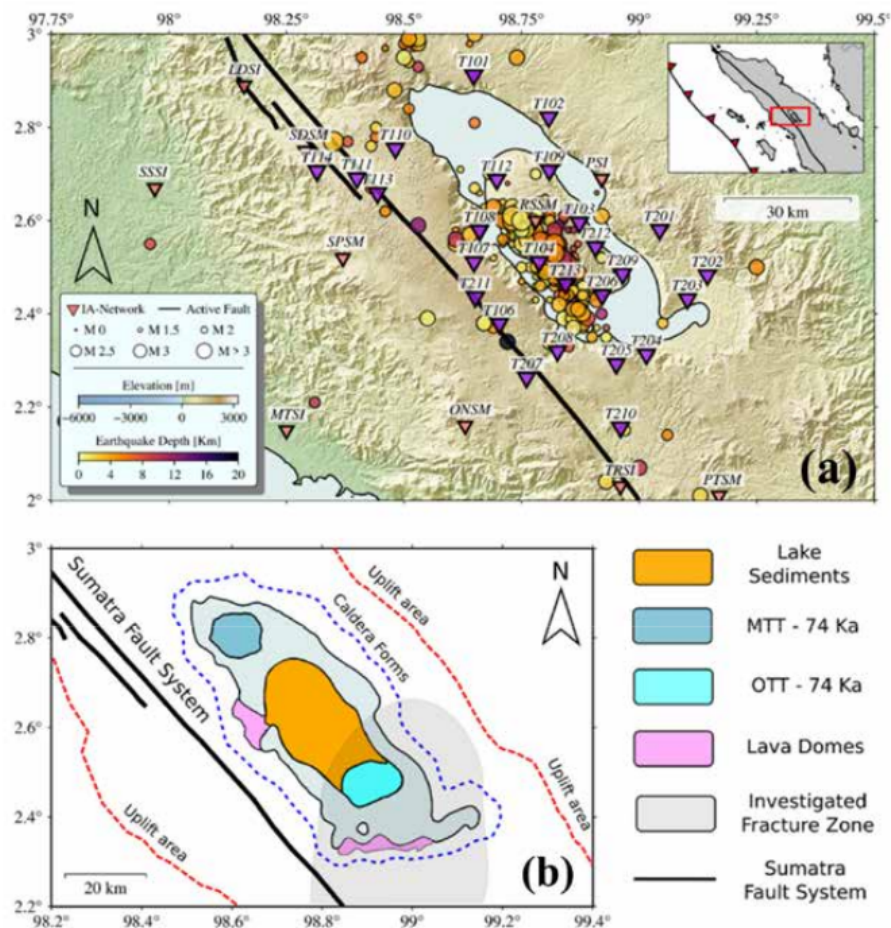 97.75° 98° 98.25° 98.5° 98.75° 99° 99.25° 99.5°
3°
2.8°
2.6°
2.4°
2.2°
2°
LDSI
T101
T102
SDSM
T110
T114
T111
T113
T112
T109
PSI
SSSI
N
SPSM
T108
RSSM
T103
T201
30 km
T107
T104
T212
T211
T213
T209
T202
T206
T203
T106
T208
T205
T204
T207
MTSI
ONSM
T210
TRSI
PTSM
IA-Network Active Fault
M 0 M 1.5 M 2
M 2.5 M 3 M > 3
Elevation [m]
−6000 −3000 0 3000
Earthquake Depth [Km]
0 4 8 12 16 20
(a)
3°
2.8°
2.6°
2.4°
2.2°
Sumatra Fault System
Uplift area
Caldera Forms
N
Uplift area
Uplift area
20 km
(b)
98.2° 98.4° 98.6° 98.8° 99° 99.2° 99.4°
Lake
Sediments
MTT - 74 Ka
OTT - 74 Ka
Lava Domes
Investigated
Fracture Zone
Sumatra
Fault System